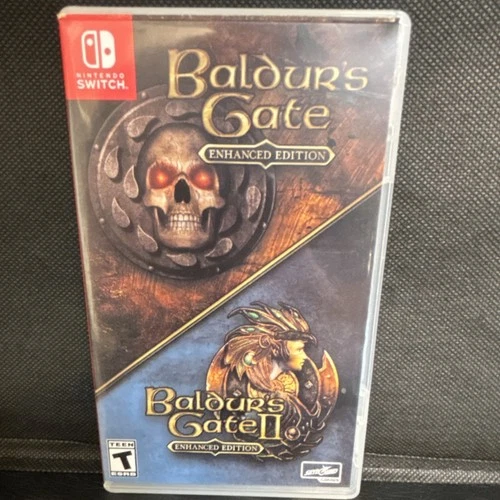 NINTENDO
SWITCH
Baldur's
Gate
ENHANCED EDITION
Baldur's
Gate II
ENHANCED EDITION
TEEN
T
ESRB